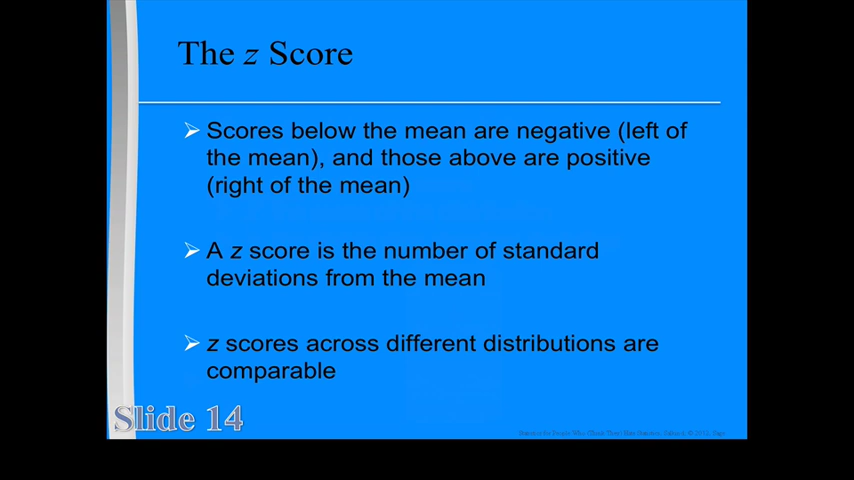 The z Score
Scores below the mean are negative (left of
the mean), and those above are positive
(right of the mean)
A z score is the number of standard
deviations from the mean
z scores across different distributions are
comparable
Slide 14